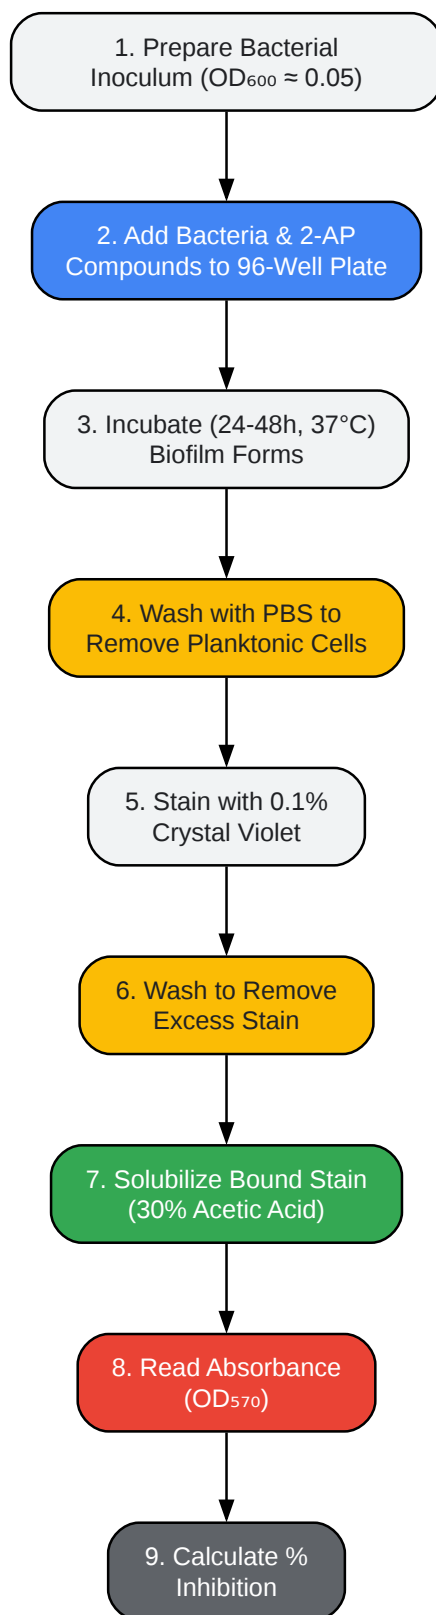 1. Prepare Bacterial
Inoculum (OD₆₀₀ ≈ 0.05)
2. Add Bacteria & 2-AP
Compounds to 96-Well Plate
3. Incubate (24-48h, 37°C)
Biofilm Forms
4. Wash with PBS to
Remove Planktonic Cells
5. Stain with 0.1%
Crystal Violet
6. Wash to Remove
Excess Stain
7. Solubilize Bound Stain
(30% Acetic Acid)
8. Read Absorbance
(OD₅₇₀)
9. Calculate %
Inhibition